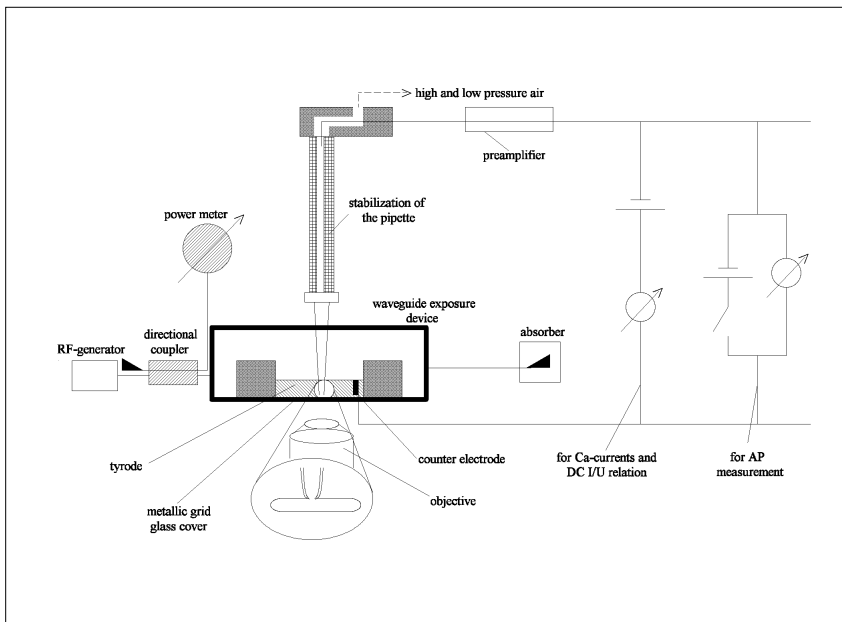 high and low pressure air
preamplifier
stabilization of
the pipette
power meter
waveguide exposure
device
directional
coupler
RF-generator
absorber
tyrode
counter electrode
for Ca-currents and
DC I/U relation
for AP
measurement
metallic grid
glass cover
objective